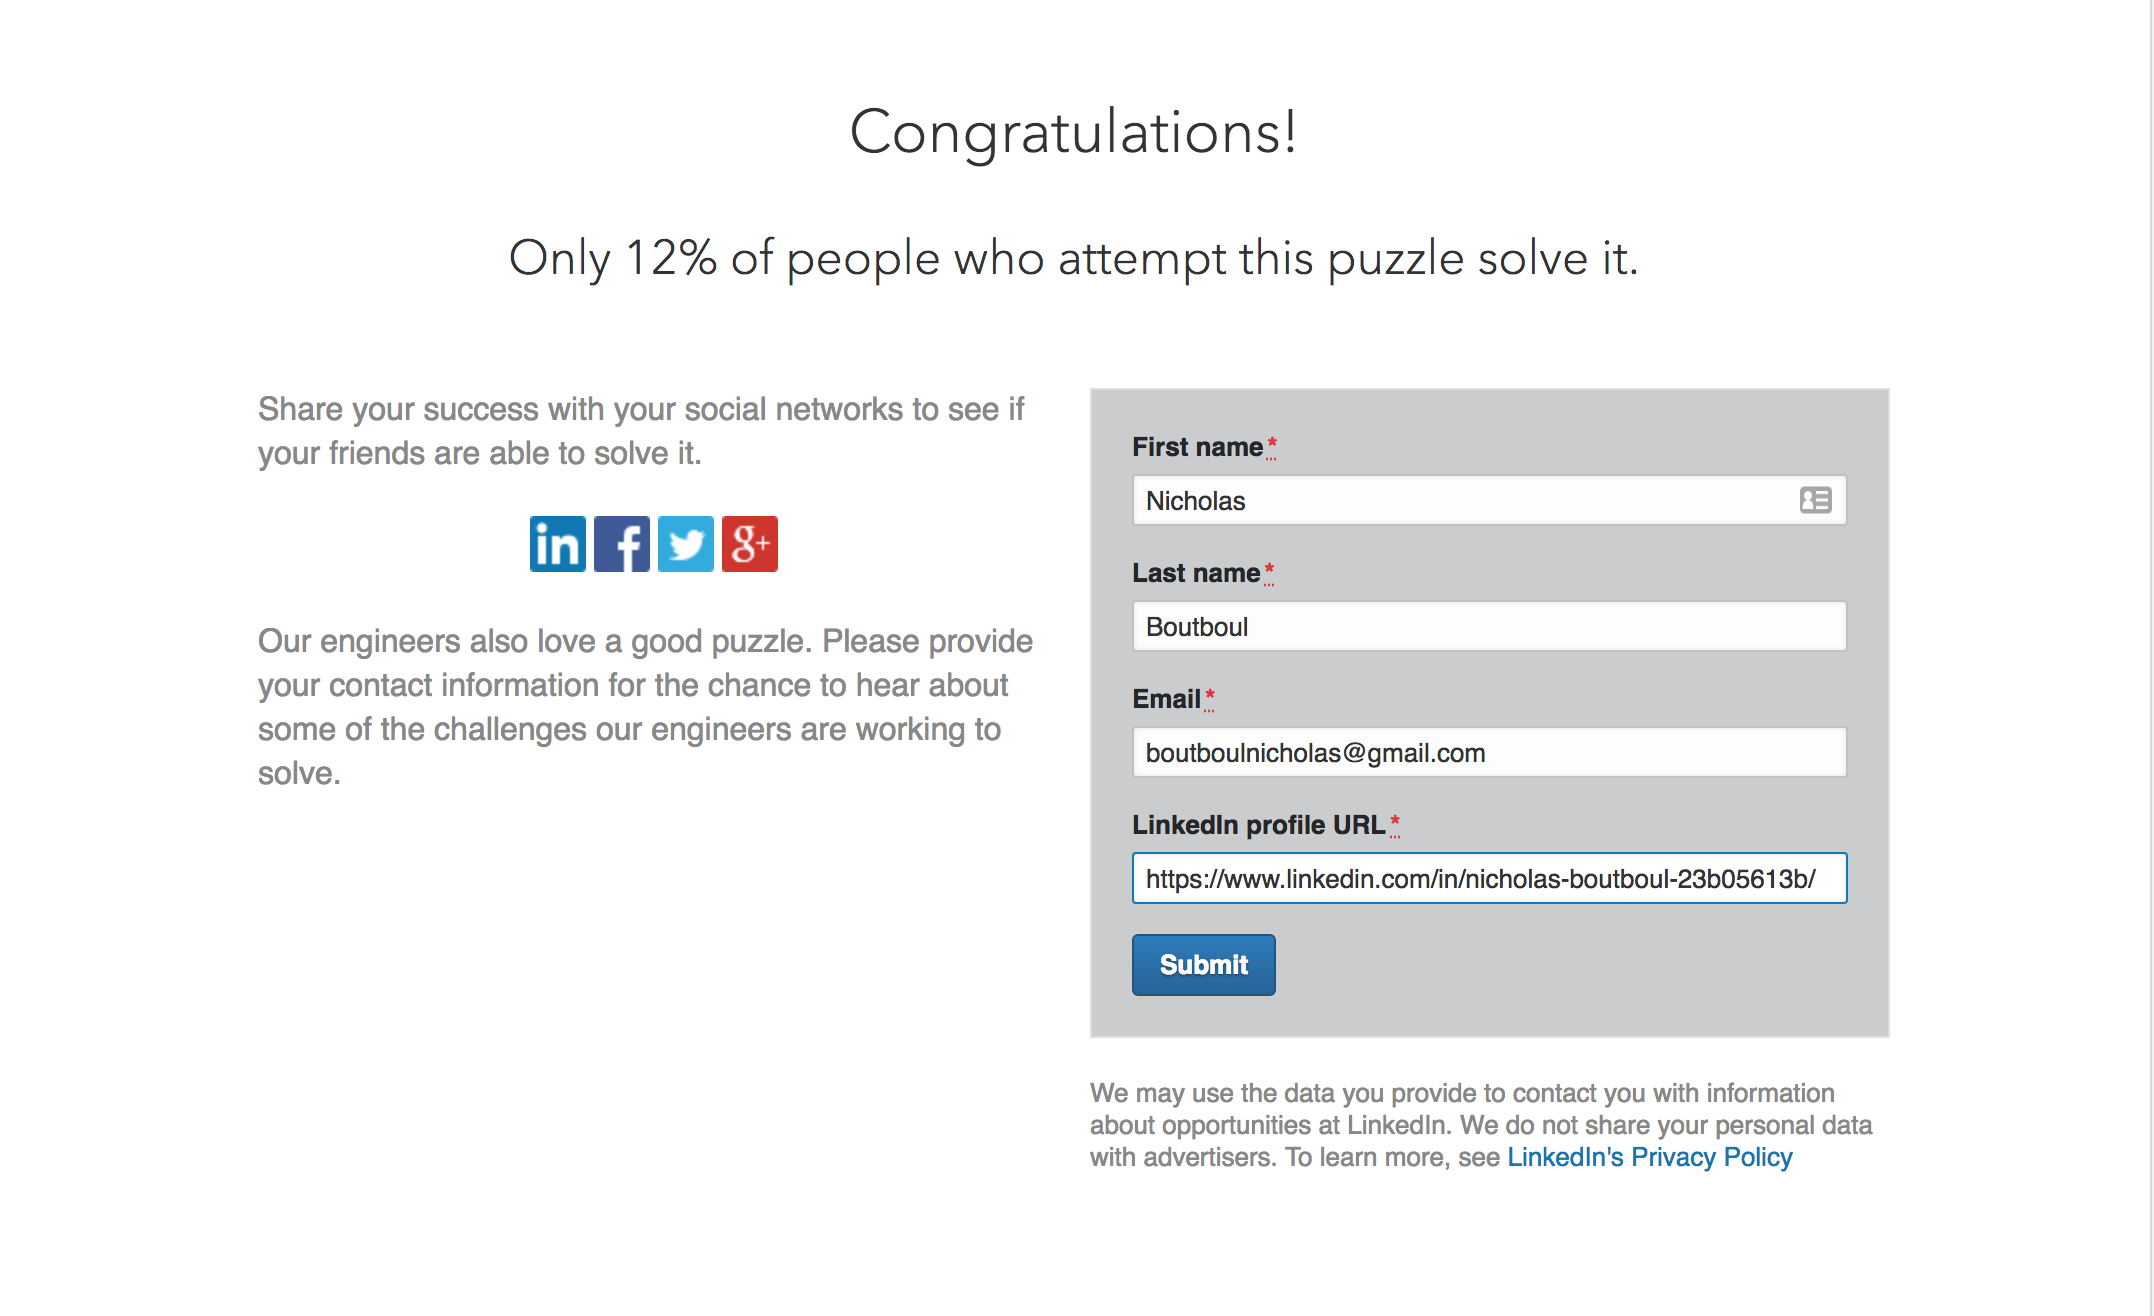 Congratulations!
Only 12% of people who attempt this puzzle solve it.
Share your success with your social networks to see if
your friends are able to solve it.
in f g+
Our engineers also love a good puzzle. Please provide
your contact information for the chance to hear about
some of the challenges our engineers are working to
solve.
First name*
Nicholas
Last name*
Boutboul
Email*
boutboulnicholas@gmail.com
LinkedIn profile URL*
https://www.linkedin.com/in/nicholas-boutboul-23b05613b/
Submit
We may use the data you provide to contact you with information
about opportunities at LinkedIn. We do not share your personal data
with advertisers. To learn more, see LinkedIn's Privacy Policy